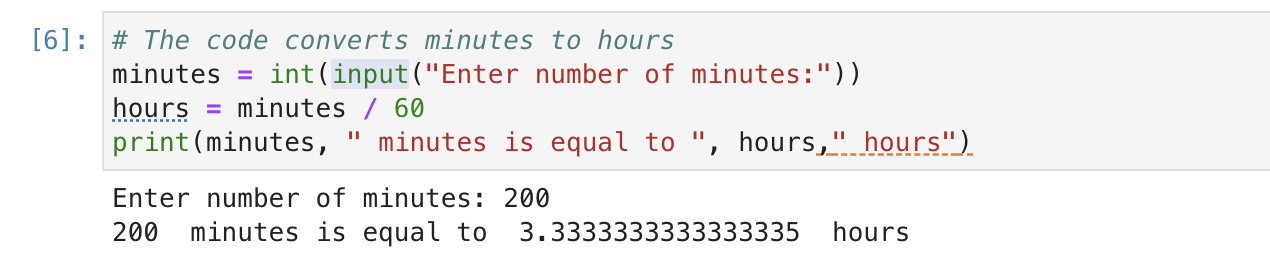 [6]: # The code converts minutes to hours
minutes = int(input("Enter number of minutes:"))
hours = minutes / 60
print(minutes, " minutes is equal to ", hours," hours")
Enter number of minutes: 200
200  minutes is equal to  3.3333333333333335  hours